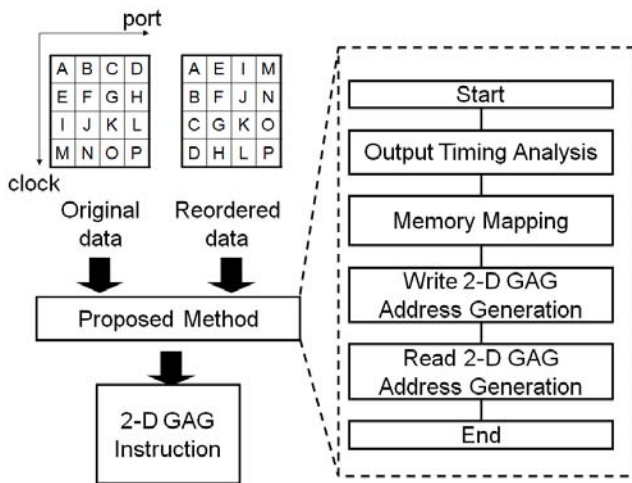 port
A B C D
E F G H
I J K L
M N O P
clock
A E I M
B F J N
C G K O
D H L P
Original
data
Reordered
data
Proposed Method
2-D GAG
Instruction
Start
Output Timing Analysis
Memory Mapping
Write 2-D GAG
Address Generation
Read 2-D GAG
Address Generation
End